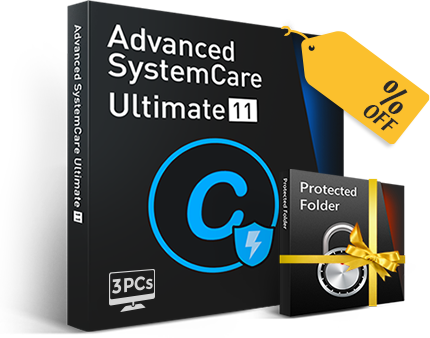 Advanced
SystemCare
Ultimate 11
Advanced SystemCare Ultimate 11
C
3PCs
% OFF
Protected
Folder
Protected Folder